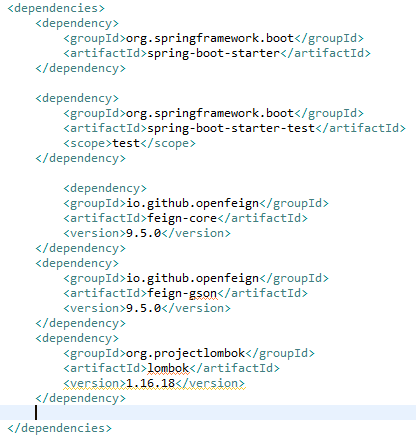 <dependencies>
<dependency>
<groupId>org.springframework.boot</groupId>
<artifactId>spring-boot-starter</artifactId>
</dependency>
<dependency>
<groupId>org.springframework.boot</groupId>
<artifactId>spring-boot-starter-test</artifactId>
<scope>test</scope>
</dependency>
<dependency>
<groupId>io.github.openfeign</groupId>
<artifactId>feign-core</artifactId>
<version>9.5.0</version>
</dependency>
<dependency>
<groupId>io.github.openfeign</groupId>
<artifactId>feign-gson</artifactId>
<version>9.5.0</version>
</dependency>
<dependency>
<groupId>org.projectlombok</groupId>
<artifactId>lombok</artifactId>
<version>1.16.18</version>
</dependency>
</dependencies>